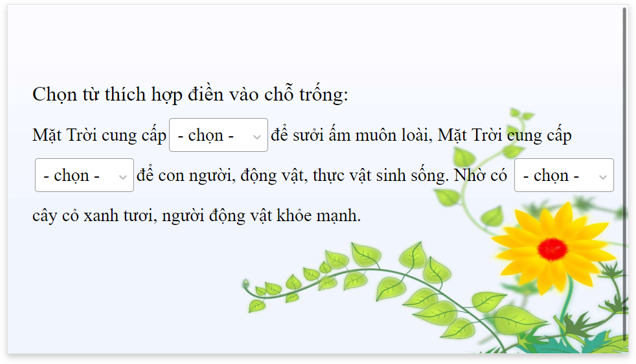 Chọn từ thích hợp điền vào chỗ trống:
Mặt Trời cung cấp - chọn - để sưởi ấm muôn loài, Mặt Trời cung cấp
- chọn - để con người, động vật, thực vật sinh sống. Nhờ có - chọn -
cây cỏ xanh tươi, người động vật khỏe mạnh.